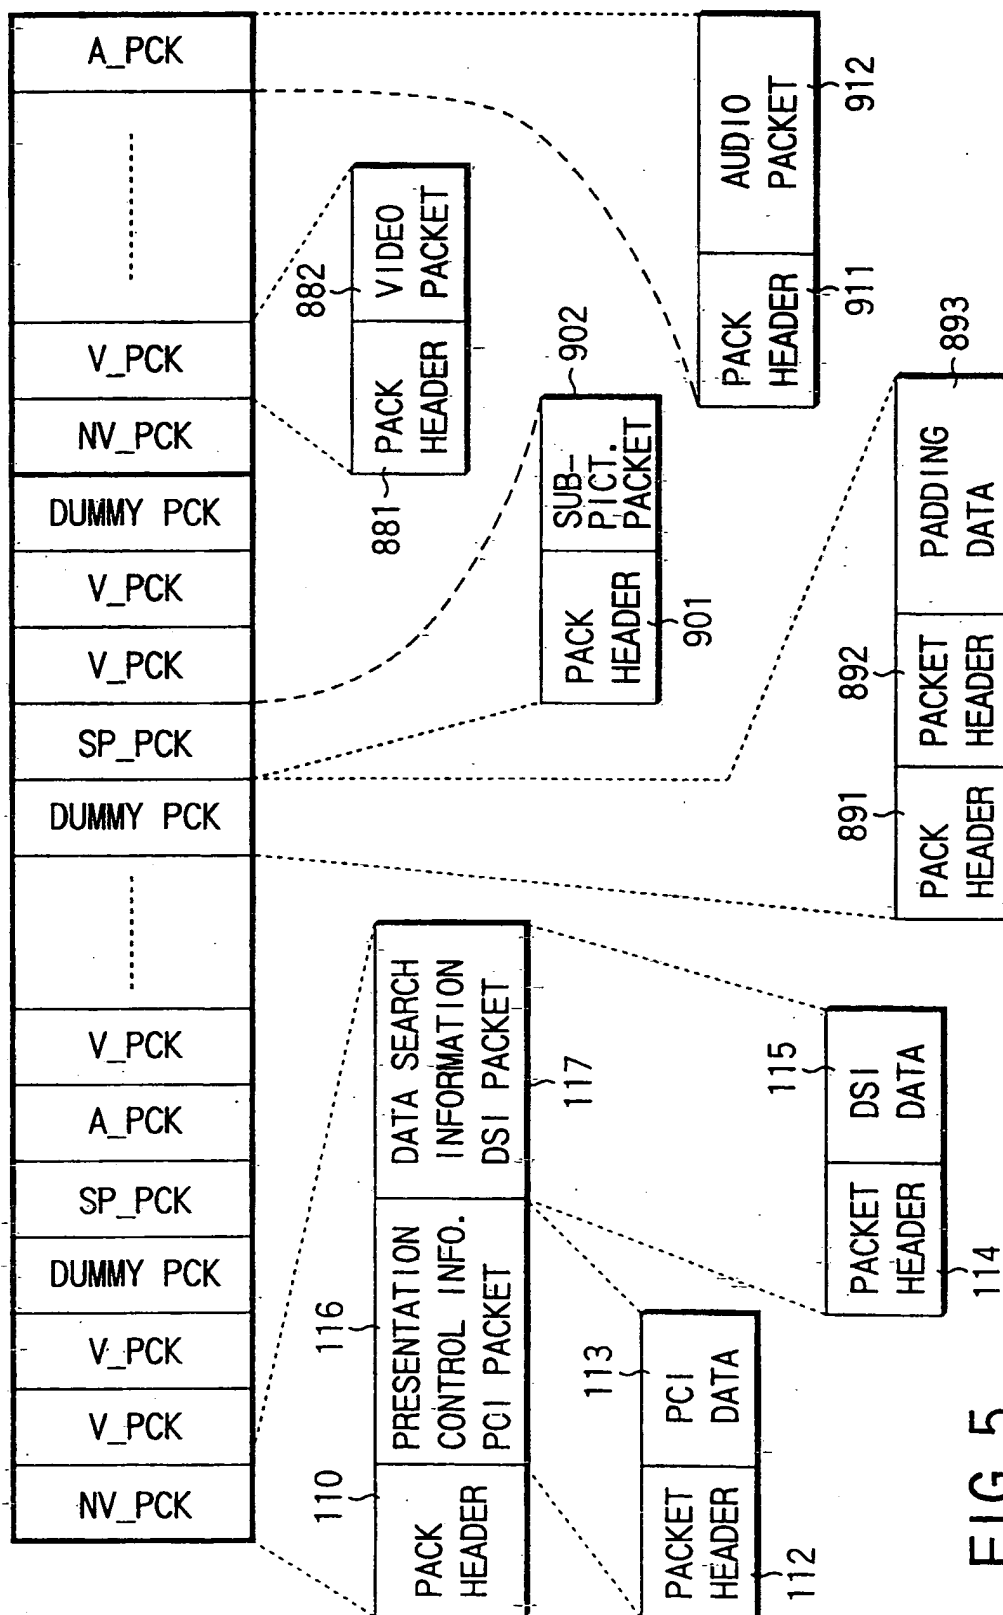 NV_PCK
V_PCK
V_PCK
DUMMY PCK
SP_PCK
A_PCK
V_PCK
DUMMY PCK
SP_PCK
V_PCK
V_PCK
DUMMY PCK
NV_PCK
V_PCK
A_PCK
110
116
PACK
HEADER
PRESENTATION
CONTROL INFO.
PCI PACKET
DATA SEARCH
INFORMATION
DSI PACKET
117
881
882
PACK
HEADER
VIDEO
PACKET
902
PACK
HEADER
SUB-
PICT.
PACKET
901
113
PACKET
HEADER
PCI
DATA
112
PACK
HEADER
AUDIO
PACKET
911
912
115
PACKET
HEADER
DSI
DATA
114
891
892
893
PACK
HEADER
PACKET
HEADER
PADDING
DATA
FIG. 5